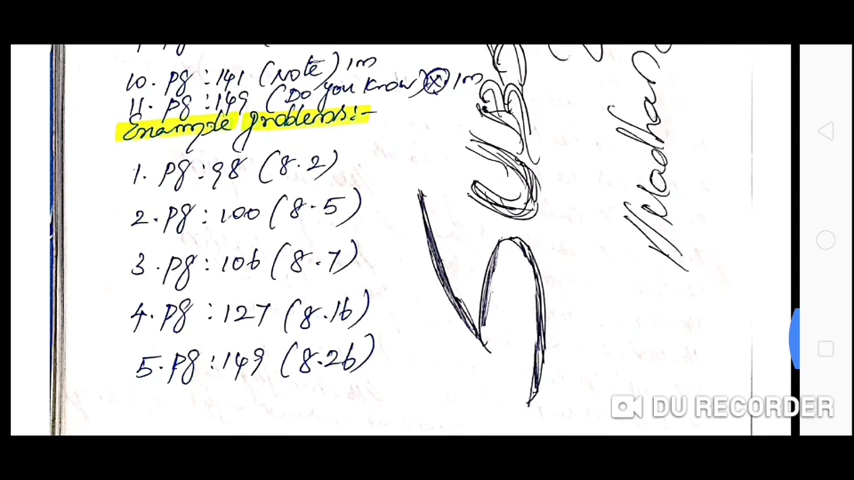 10. pg : 141 (Note) 1m
11. pg : 149 (Do you know) 1m
Example problems:-
1. pg : 98 (8.2)
2. pg : 100 (8.5)
3. pg : 106 (8.7)
4. pg : 127 (8.16)
5. pg : 149 (8.26)
DU RECORDER